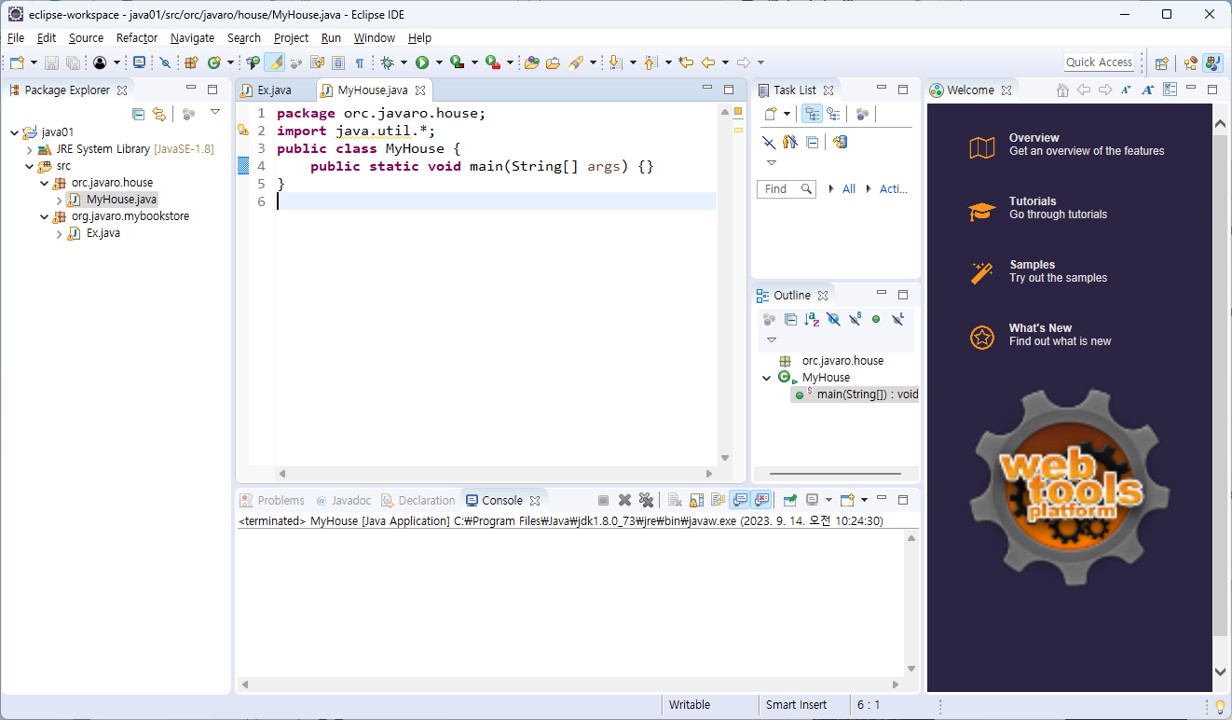 eclipse-workspace - java01/src/orc/javaro/house/MyHouse.java - Eclipse IDE
File Edit Source Refactor Navigate Search Project Run Window Help
Quick Access
Package Explorer
java01
JRE System Library [JavaSE-1.8]
src
orc.javaro.house
MyHouse.java
org.javaro.mybookstore
Ex.java
Ex.java
MyHouse.java
1 package orc.javaro.house;
2 import java.util.*;
3 public class MyHouse {
4 public static void main(String[] args) {}
5 }
6
Task List
Find All Acti...
Outline
orc.javaro.house
MyHouse
main(String[]) : void
Welcome
Overview
Get an overview of the features
Tutorials
Go through tutorials
Samples
Try out the samples
What's New
Find out what is new
web
tools
platform
Problems @ Javadoc Declaration Console
<terminated> MyHouse [Java Application] C:₩Program Files₩Java₩jdk1.8.0_73₩jre₩bin₩javaw.exe (2023. 9. 14. 오전 10:24:30)
Writable Smart Insert 6 : 1